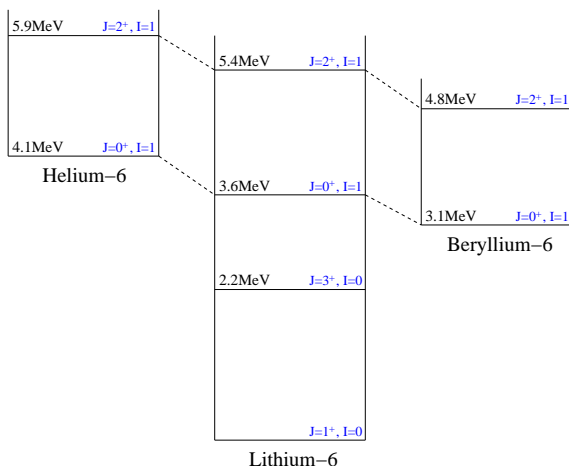 5.9MeV J=2⁺, I=1
4.1MeV J=0⁺, I=1
Helium−6
5.4MeV J=2⁺, I=1
3.6MeV J=0⁺, I=1
2.2MeV J=3⁺, I=0
J=1⁺, I=0
Lithium−6
4.8MeV J=2⁺, I=1
3.1MeV J=0⁺, I=1
Beryllium−6